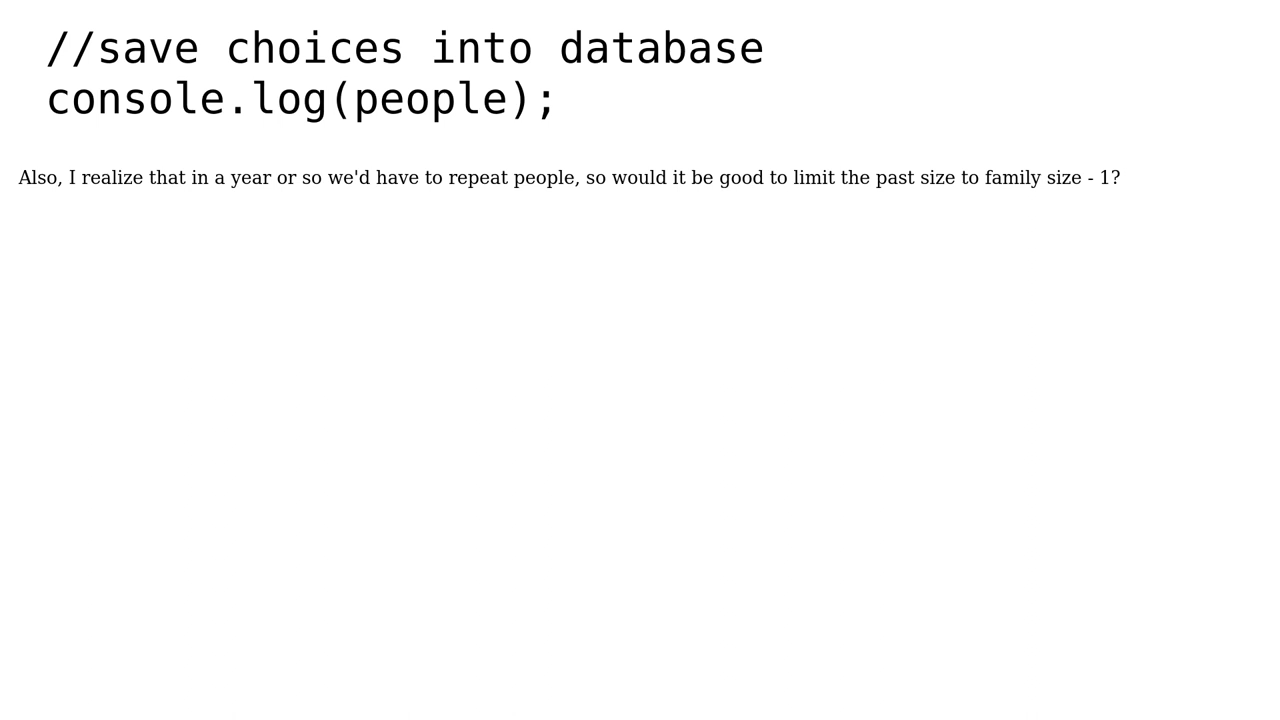 //save choices into database
console.log(people);
Also, I realize that in a year or so we'd have to repeat people, so would it be good to limit the past size to family size - 1?